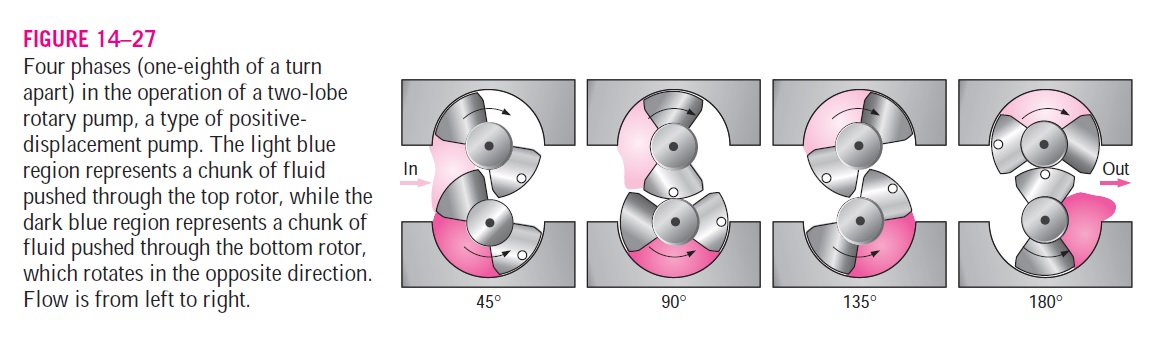 FIGURE 14–27
Four phases (one-eighth of a turn
apart) in the operation of a two-lobe
rotary pump, a type of positive-
displacement pump. The light blue
region represents a chunk of fluid
pushed through the top rotor, while the
dark blue region represents a chunk of
fluid pushed through the bottom rotor,
which rotates in the opposite direction.
Flow is from left to right.
In
Out
45°
90°
135°
180°